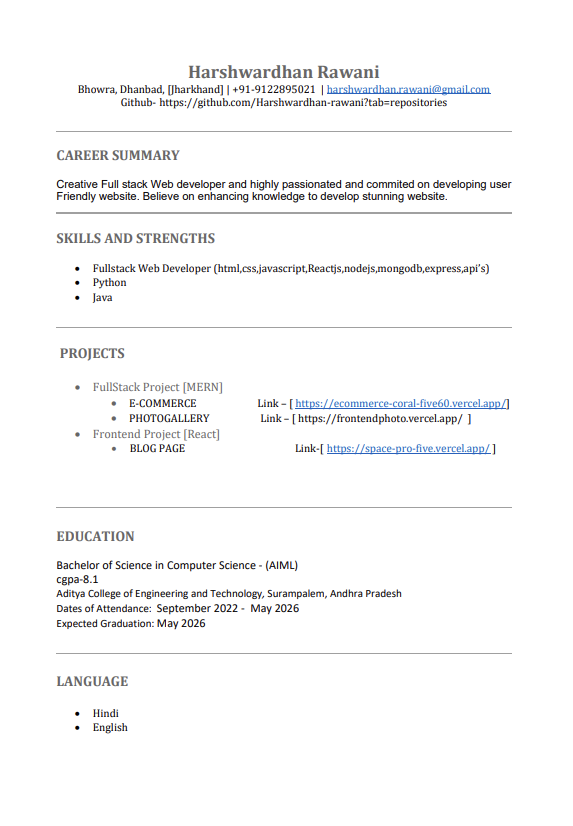 Harshwardhan Rawani
Bhowra, Dhanbad, [Jharkhand] | +91-9122895021 | harshwardhan.rawani@gmail.com
Github- https://github.com/Harshwardhan-rawani?tab=repositories
CAREER SUMMARY
Creative Full stack Web developer and highly passionated and commited on developing user
Friendly website. Believe on enhancing knowledge to develop stunning website.
SKILLS AND STRENGTHS
• Fullstack Web Developer (html,css,javascript,Reactjs,nodejs,mongodb,express,api's)
• Python
• Java
PROJECTS
• FullStack Project [MERN]
• E-COMMERCE Link – [ https://ecommerce-coral-five60.vercel.app/]
• PHOTOGALLERY Link – [ https://frontendphoto.vercel.app/ ]
• Frontend Project [React]
• BLOG PAGE Link-[ https://space-pro-five.vercel.app/ ]
EDUCATION
Bachelor of Science in Computer Science - (AIML)
cgpa-8.1
Aditya College of Engineering and Technology, Surampalem, Andhra Pradesh
Dates of Attendance: September 2022 - May 2026
Expected Graduation: May 2026
LANGUAGE
• Hindi
• English